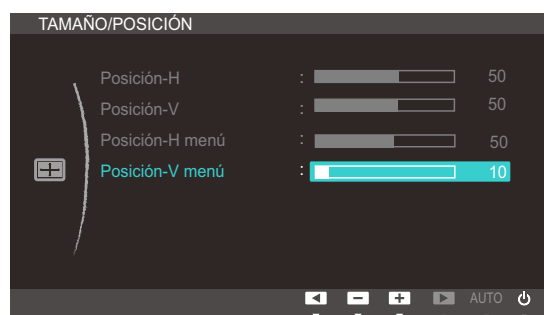 TAMAÑO/POSICIÓN
Posición-H : 50
Posición-V : 50
Posición-H menú : 50
Posición-V menú : 10
AUTO